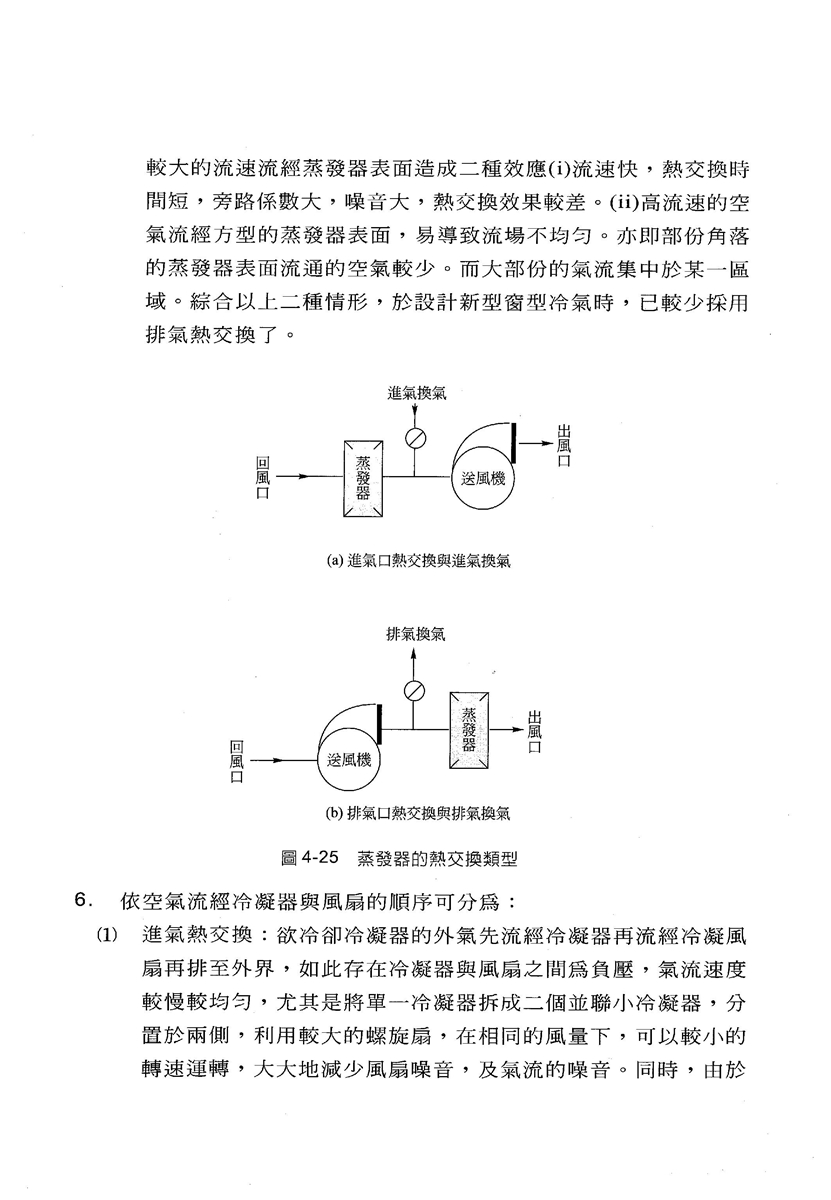 較大的流速流經蒸發器表面造成二種效應(i)流速快，熱交換時
間短，旁路係數大，噪音大，熱交換效果較差。(ii)高流速的空
氣流經方型的蒸發器表面，易導致流場不均勻。亦即部份角落
的蒸發器表面流通的空氣較少。而大部份的氣流集中於某一區
域。綜合以上二種情形，於設計新型窗型冷氣時，已較少採用
排氣熱交換了。
進氣換氣
回風口
蒸發器
送風機
出風口
(a) 進氣口熱交換與進氣換氣
排氣換氣
回風口
送風機
蒸發器
出風口
(b) 排氣口熱交換與排氣換氣
圖 4-25 蒸發器的熱交換類型
6. 依空氣流經冷凝器與風扇的順序可分為：
⑴ 進氣熱交換：欲冷卻冷凝器的外氣先流經冷凝器再流經冷凝風
扇再排至外界，如此存在冷凝器與風扇之間為負壓，氣流速度
較慢較均勻，尤其是將單一冷凝器拆成二個並聯小冷凝器，分
置於兩側，利用較大的螺旋扇，在相同的風量下，可以較小的
轉速運轉，大大地減少風扇噪音，及氣流的噪音。同時，由於